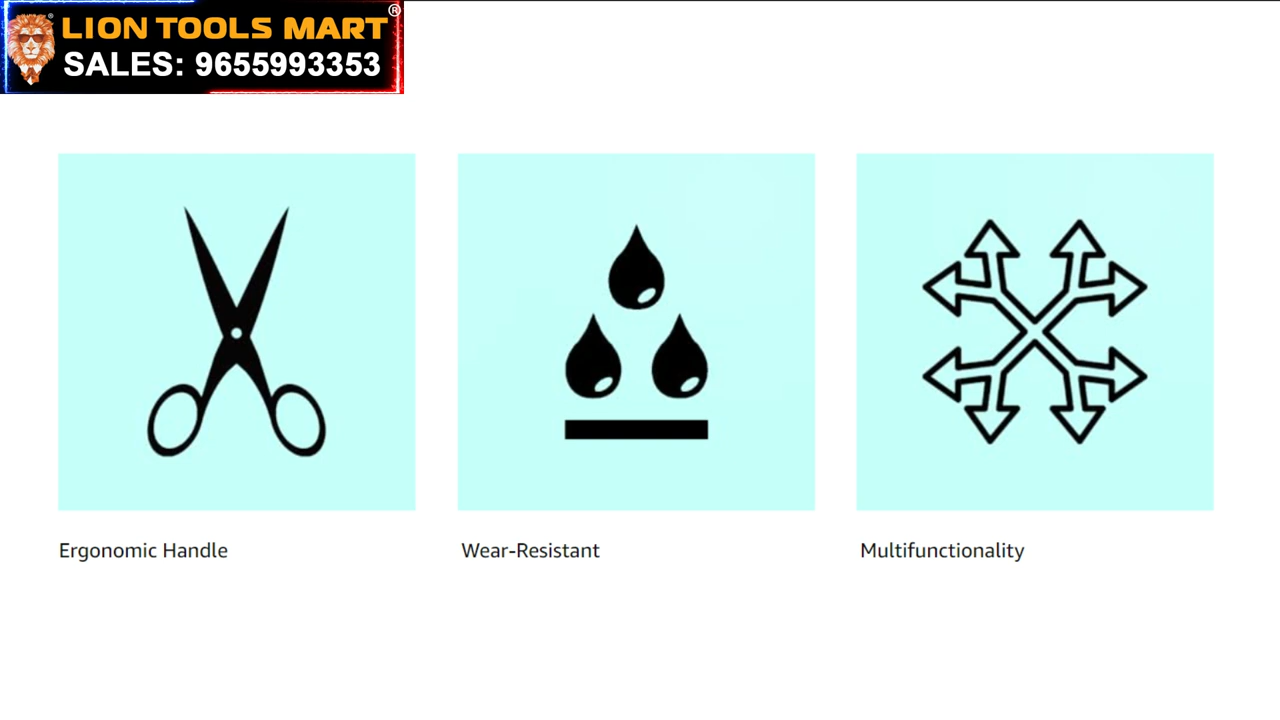 LION TOOLS MART ®
SALES: 9655993353
Ergonomic Handle
Wear-Resistant
Multifunctionality